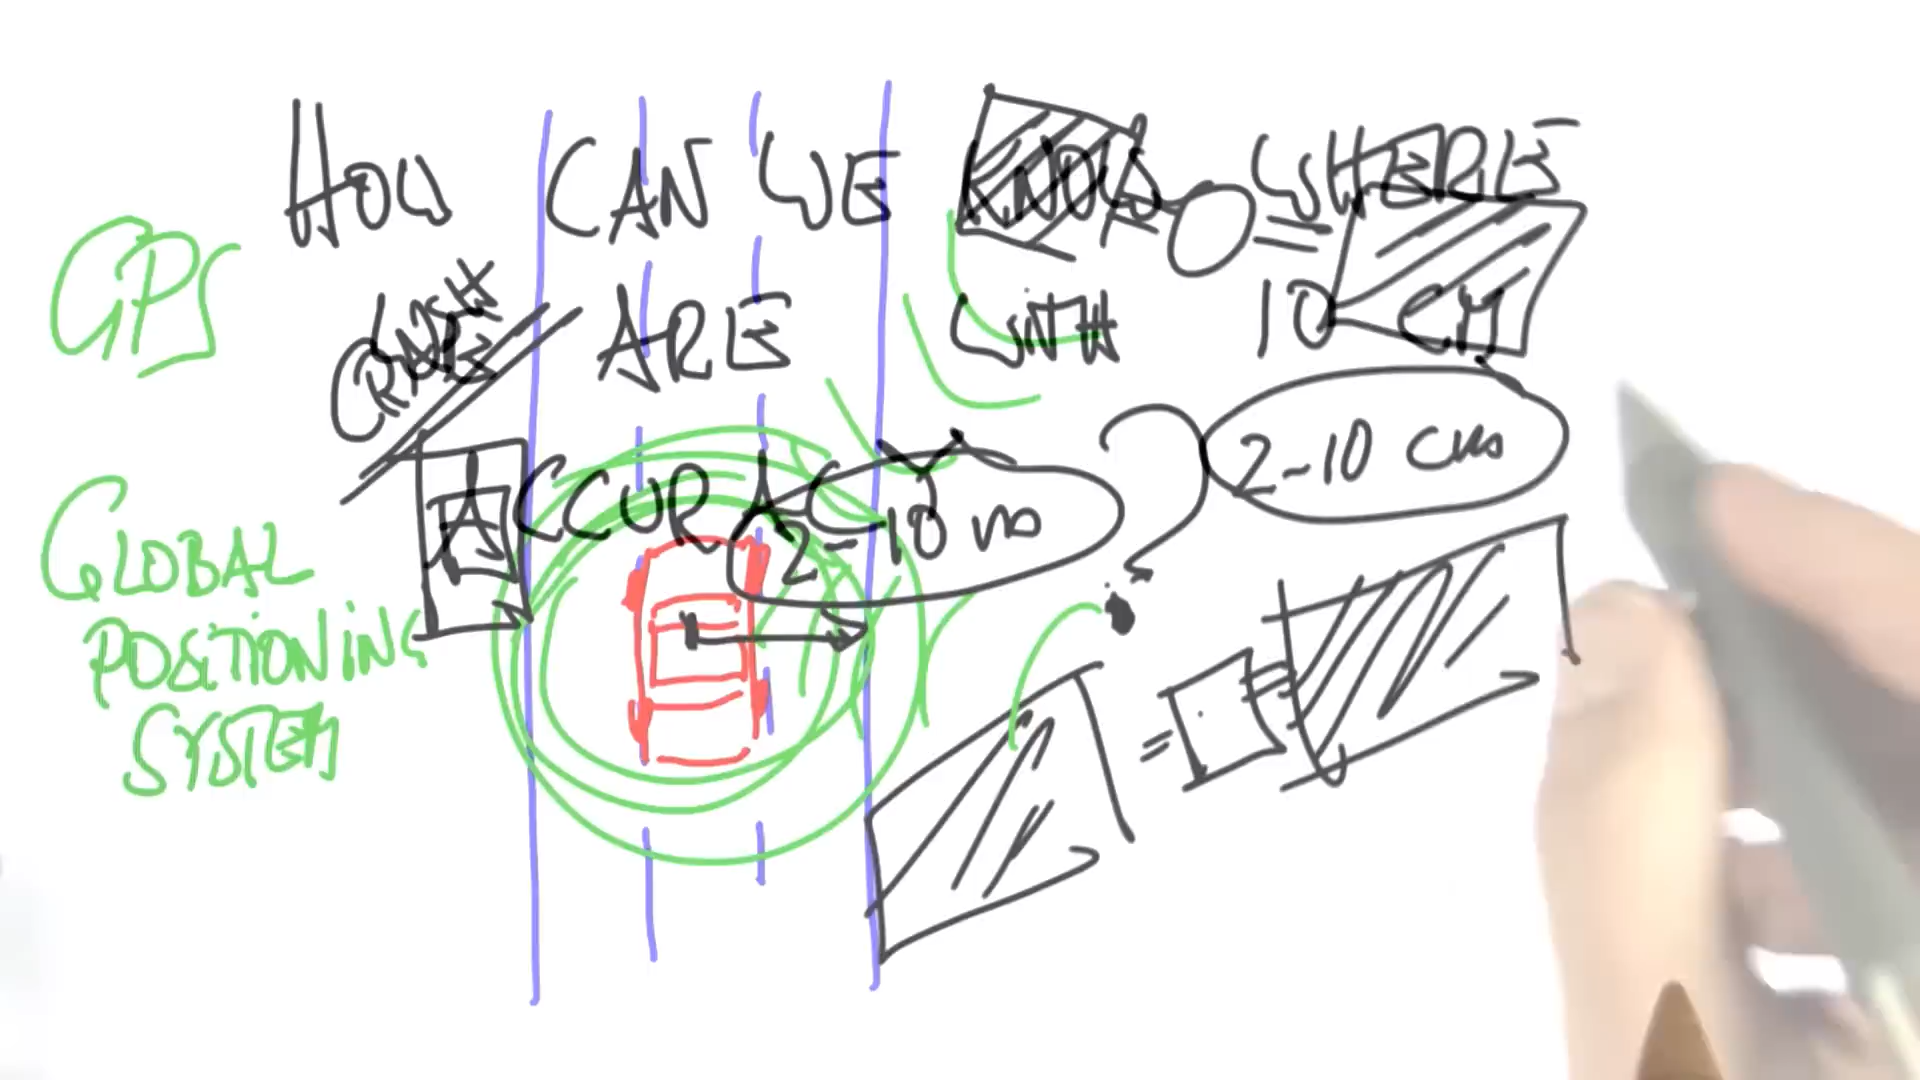 HOW CAN WE KNOW WHERE
GPS
ARE WITH 10 CM
CRASH
ACCURACY
2-10 m
2-10 cm
GLOBAL
POSITIONING
SYSTEM